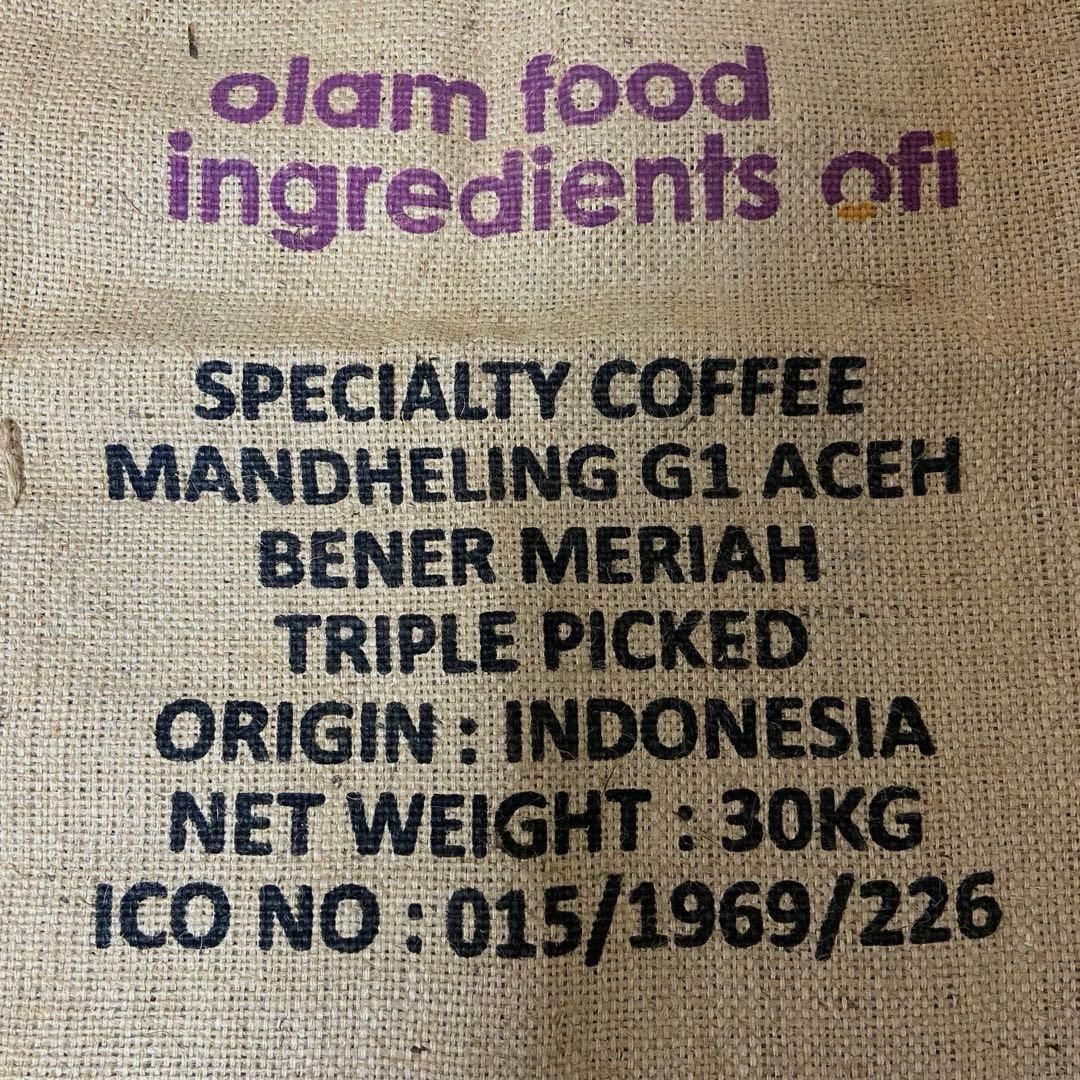 olam food
ingredients ofi
SPECIALTY COFFEE
MANDHELING G1 ACEH
BENER MERIAH
TRIPLE PICKED
ORIGIN : INDONESIA
NET WEIGHT : 30KG
ICO NO : 015/1969/226